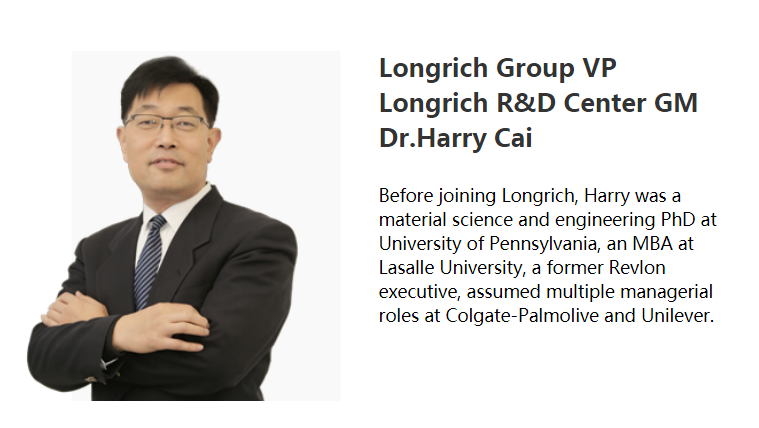 Longrich Group VP
Longrich R&D Center GM
Dr.Harry Cai
Before joining Longrich, Harry was a
material science and engineering PhD at
University of Pennsylvania, an MBA at
Lasalle University, a former Revlon
executive, assumed multiple managerial
roles at Colgate-Palmolive and Unilever.